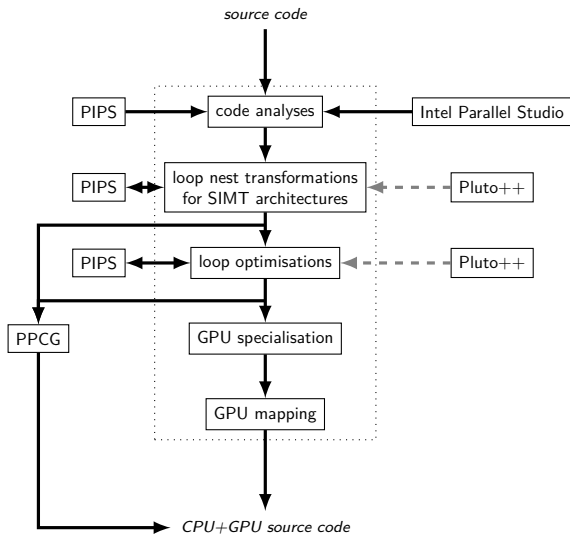 source code
PIPS
code analyses
Intel Parallel Studio
loop nest transformations
for SIMT architectures
PIPS
Pluto++
PIPS
loop optimisations
Pluto++
PPCG
GPU specialisation
GPU mapping
CPU+GPU source code